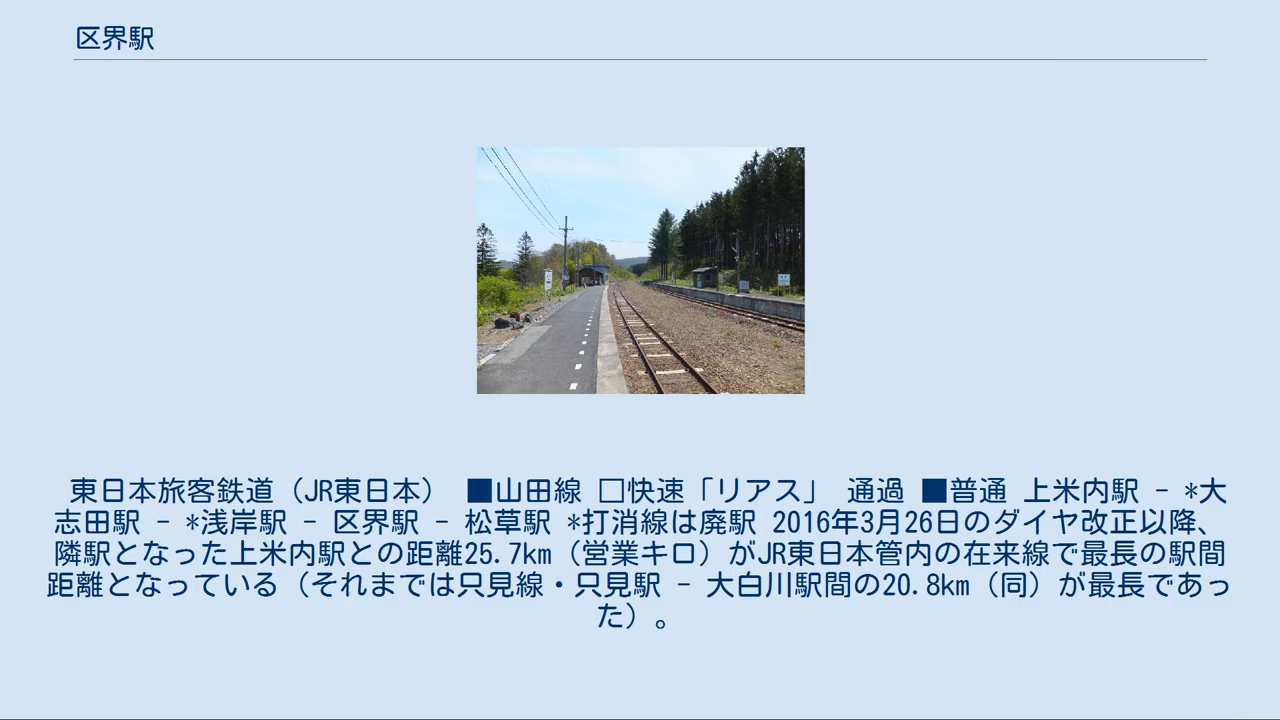 区界駅
東日本旅客鉄道（JR東日本） ■山田線 □快速「リアス」 通過 ■普通 上米内駅 - *大
志田駅 - *浅岸駅 - 区界駅 - 松草駅 *打消線は廃駅 2016年3月26日のダイヤ改正以降、
隣駅となった上米内駅との距離25.7km（営業キロ）がJR東日本管内の在来線で最長の駅間
距離となっている（それまでは只見線・只見駅 - 大白川駅間の20.8km（同）が最長であっ
た）。